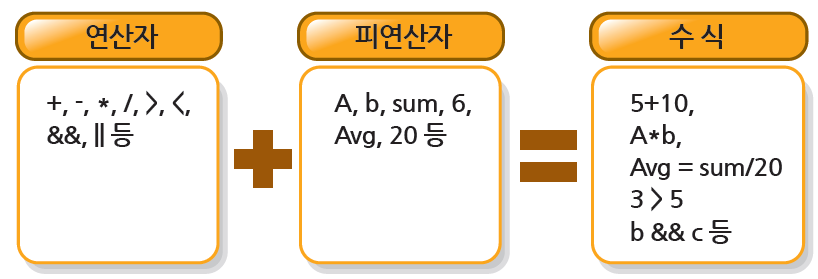 연산자
+, -, *, /, >, <,
&&, || 등
피연산자
A, b, sum, 6,
Avg, 20 등
수 식
5+10,
A*b,
Avg = sum/20
3 > 5
b && c 등